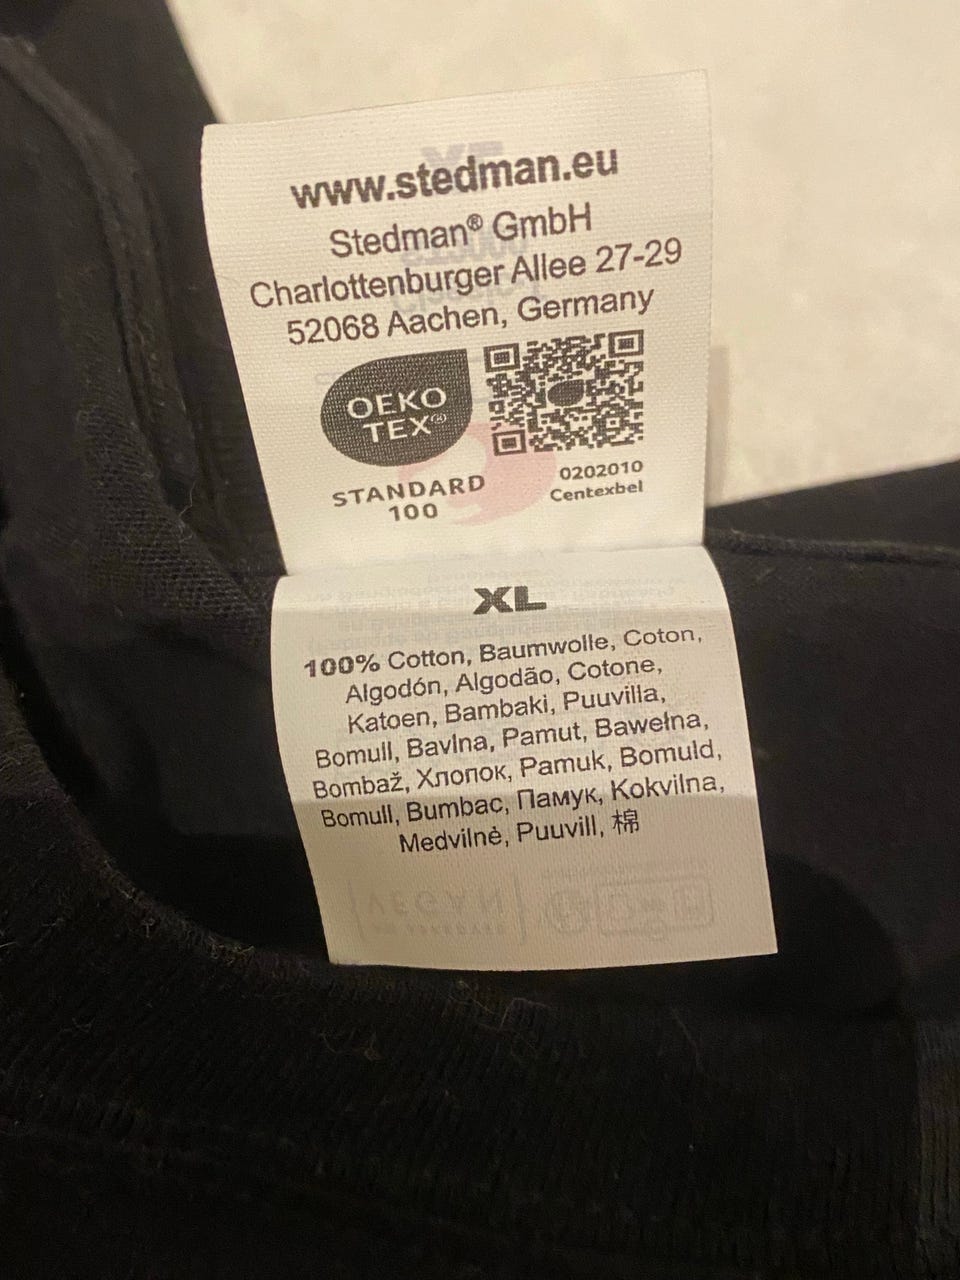 www.stedman.eu
Stedman® GmbH
Charlottenburger Allee 27-29
52068 Aachen, Germany
OEKO
TEX®
STANDARD
100
0202010
Centexbel
XL
100% Cotton, Baumwolle, Coton,
Algodón, Algodão, Cotone,
Katoen, Bambaki, Puuvilla,
Bomull, Bavlna, Pamut, Bawełna,
Bombaž, Хлопок, Pamuk, Bomuld,
Bomull, Bumbac, Памук, Kokvilna,
Medvilnė, Puuvill, 棉
VEGAN